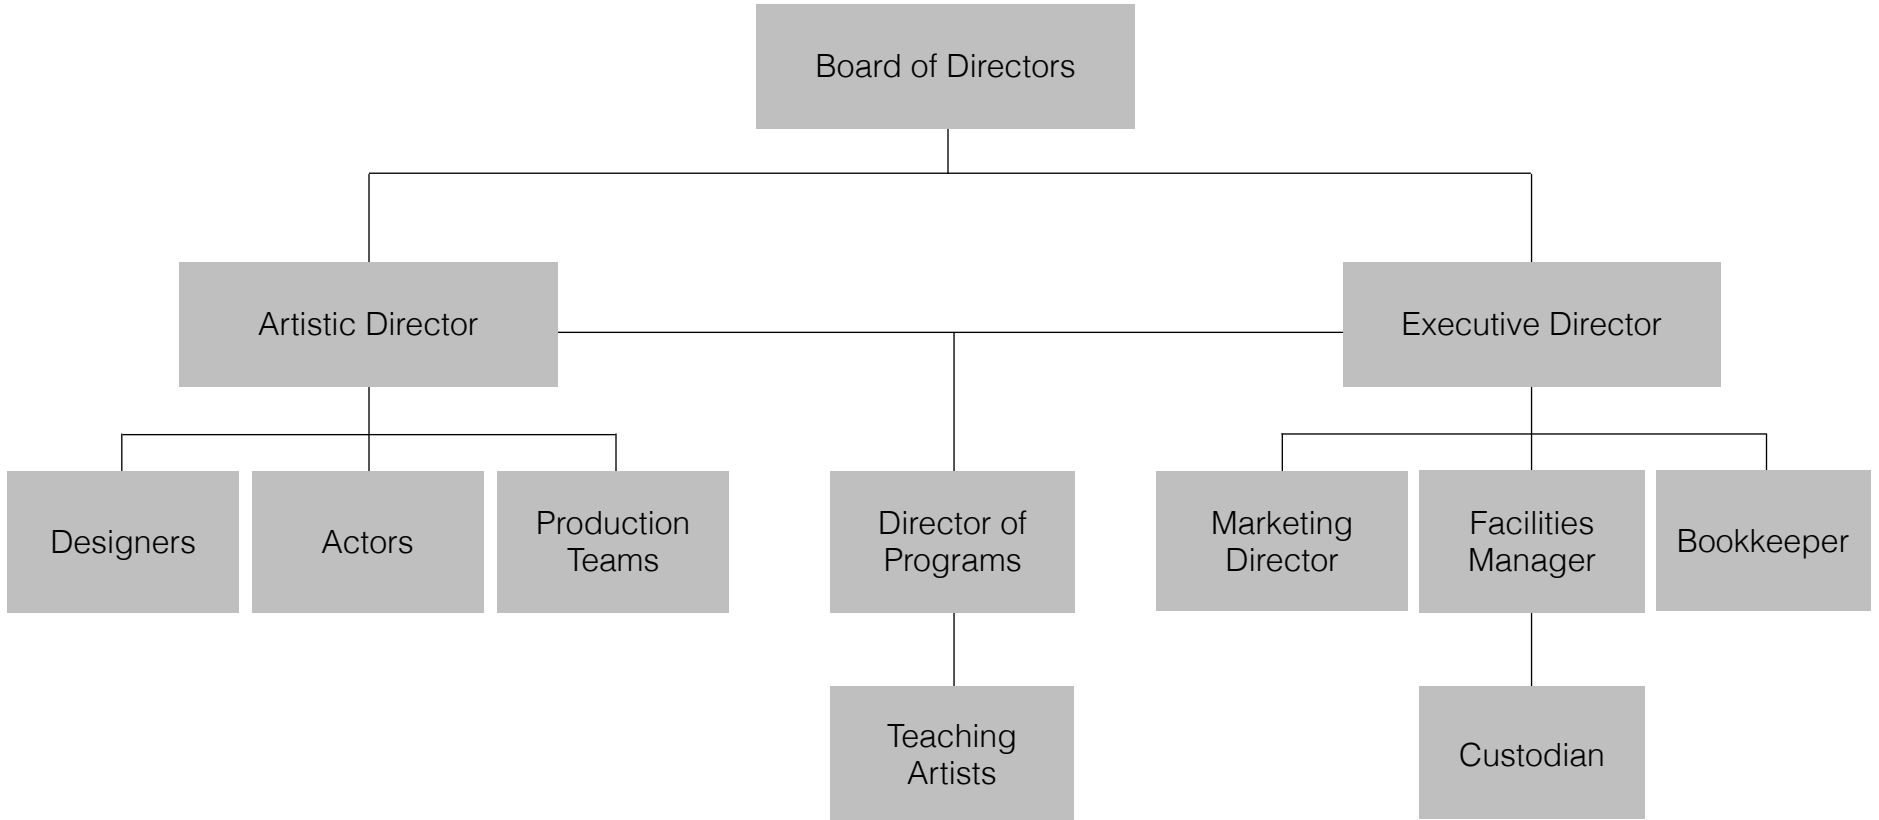 Board of Directors
Artistic Director
Executive Director
Designers
Actors
Production
Teams
Director of
Programs
Marketing
Director
Facilities
Manager
Bookkeeper
Teaching
Artists
Custodian